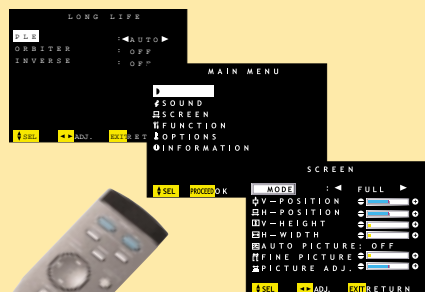 LONG LIFE
PLE : ◀ AUTO ▶
ORBITER : OFF
INVERSE : OF
SEL ◀ ▶ ADJ. EXIT RET
MAIN MENU
SOUND
SCREEN
FUNCTION
OPTIONS
INFORMATION
SEL PROCEED OK
SCREEN
MODE : ◀ FULL ▶
V-POSITION
H-POSITION
V-HEIGHT
H-WIDTH
AUTO PICTURE: OFF
FINE PICTURE
PICTURE ADJ.
SEL ◀ ▶ ADJ. EXIT RETURN